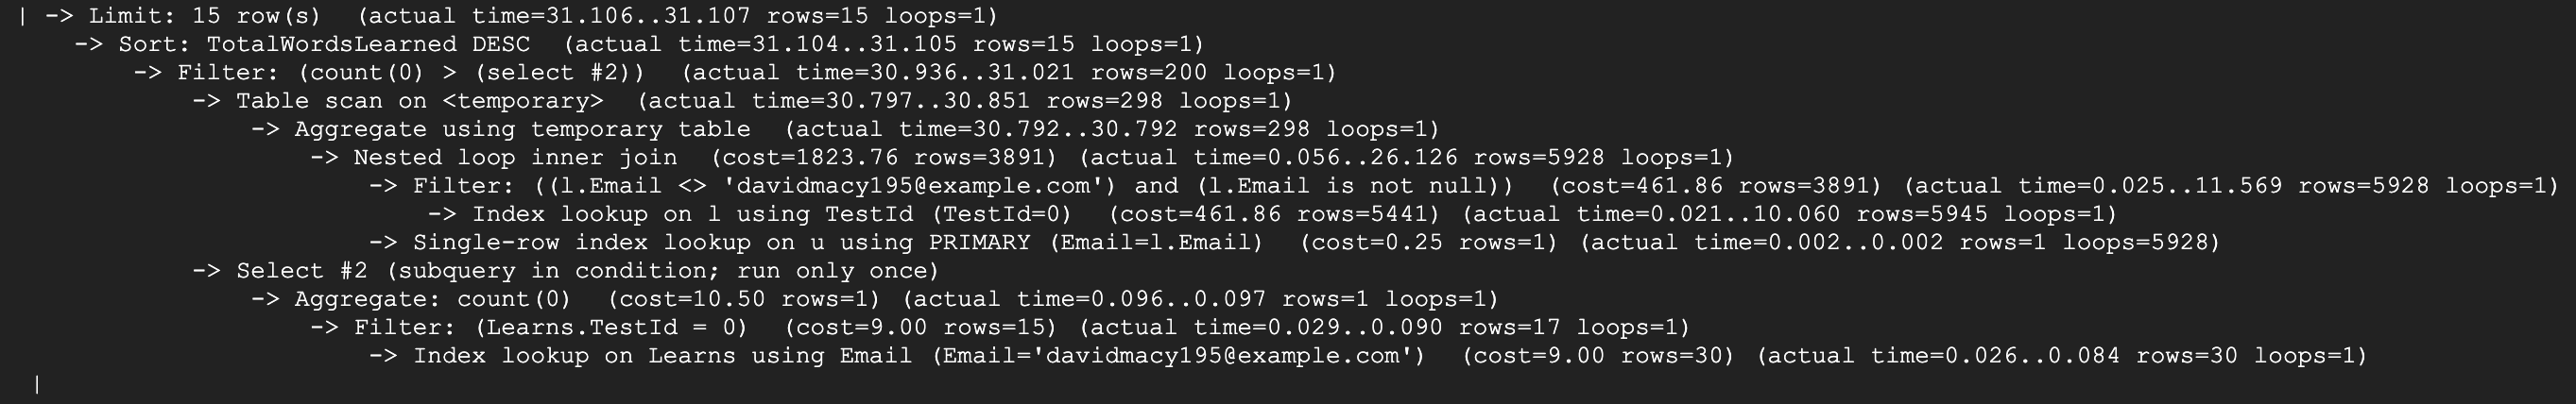 | -> Limit: 15 row(s)  (actual time=31.106..31.107 rows=15 loops=1)
    -> Sort: TotalWordsLearned DESC  (actual time=31.104..31.105 rows=15 loops=1)
        -> Filter: (count(0) > (select #2))  (actual time=30.936..31.021 rows=200 loops=1)
            -> Table scan on <temporary>  (actual time=30.797..30.851 rows=298 loops=1)
                -> Aggregate using temporary table  (actual time=30.792..30.792 rows=298 loops=1)
                    -> Nested loop inner join  (cost=1823.76 rows=3891) (actual time=0.056..26.126 rows=5928 loops=1)
                        -> Filter: ((l.Email <> 'davidmacy195@example.com') and (l.Email is not null))  (cost=461.86 rows=3891) (actual time=0.025..11.569 rows=5928 loops=1)
                            -> Index lookup on l using TestId (TestId=0)  (cost=461.86 rows=5441) (actual time=0.021..10.060 rows=5945 loops=1)
                        -> Single-row index lookup on u using PRIMARY (Email=l.Email)  (cost=0.25 rows=1) (actual time=0.002..0.002 rows=1 loops=5928)
            -> Select #2 (subquery in condition; run only once)
                -> Aggregate: count(0)  (cost=10.50 rows=1) (actual time=0.096..0.097 rows=1 loops=1)
                    -> Filter: (Learns.TestId = 0)  (cost=9.00 rows=15) (actual time=0.029..0.090 rows=17 loops=1)
                        -> Index lookup on Learns using Email (Email='davidmacy195@example.com')  (cost=9.00 rows=30) (actual time=0.026..0.084 rows=30 loops=1)
 |